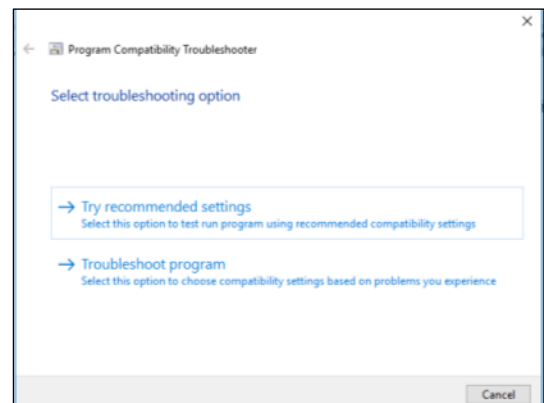 Program Compatibility Troubleshooter
Select troubleshooting option
Try recommended settings
Select this option to test run program using recommended compatibility settings
Troubleshoot program
Select this option to choose compatibility settings based on problems you experience
Cancel